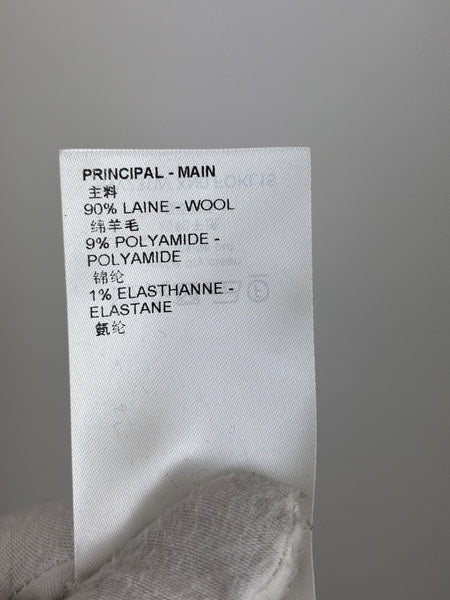 PRINCIPAL - MAIN
主料
90% LAINE - WOOL
绵羊毛
9% POLYAMIDE -
POLYAMIDE
锦纶
1% ELASTHANNE -
ELASTANE
氨纶